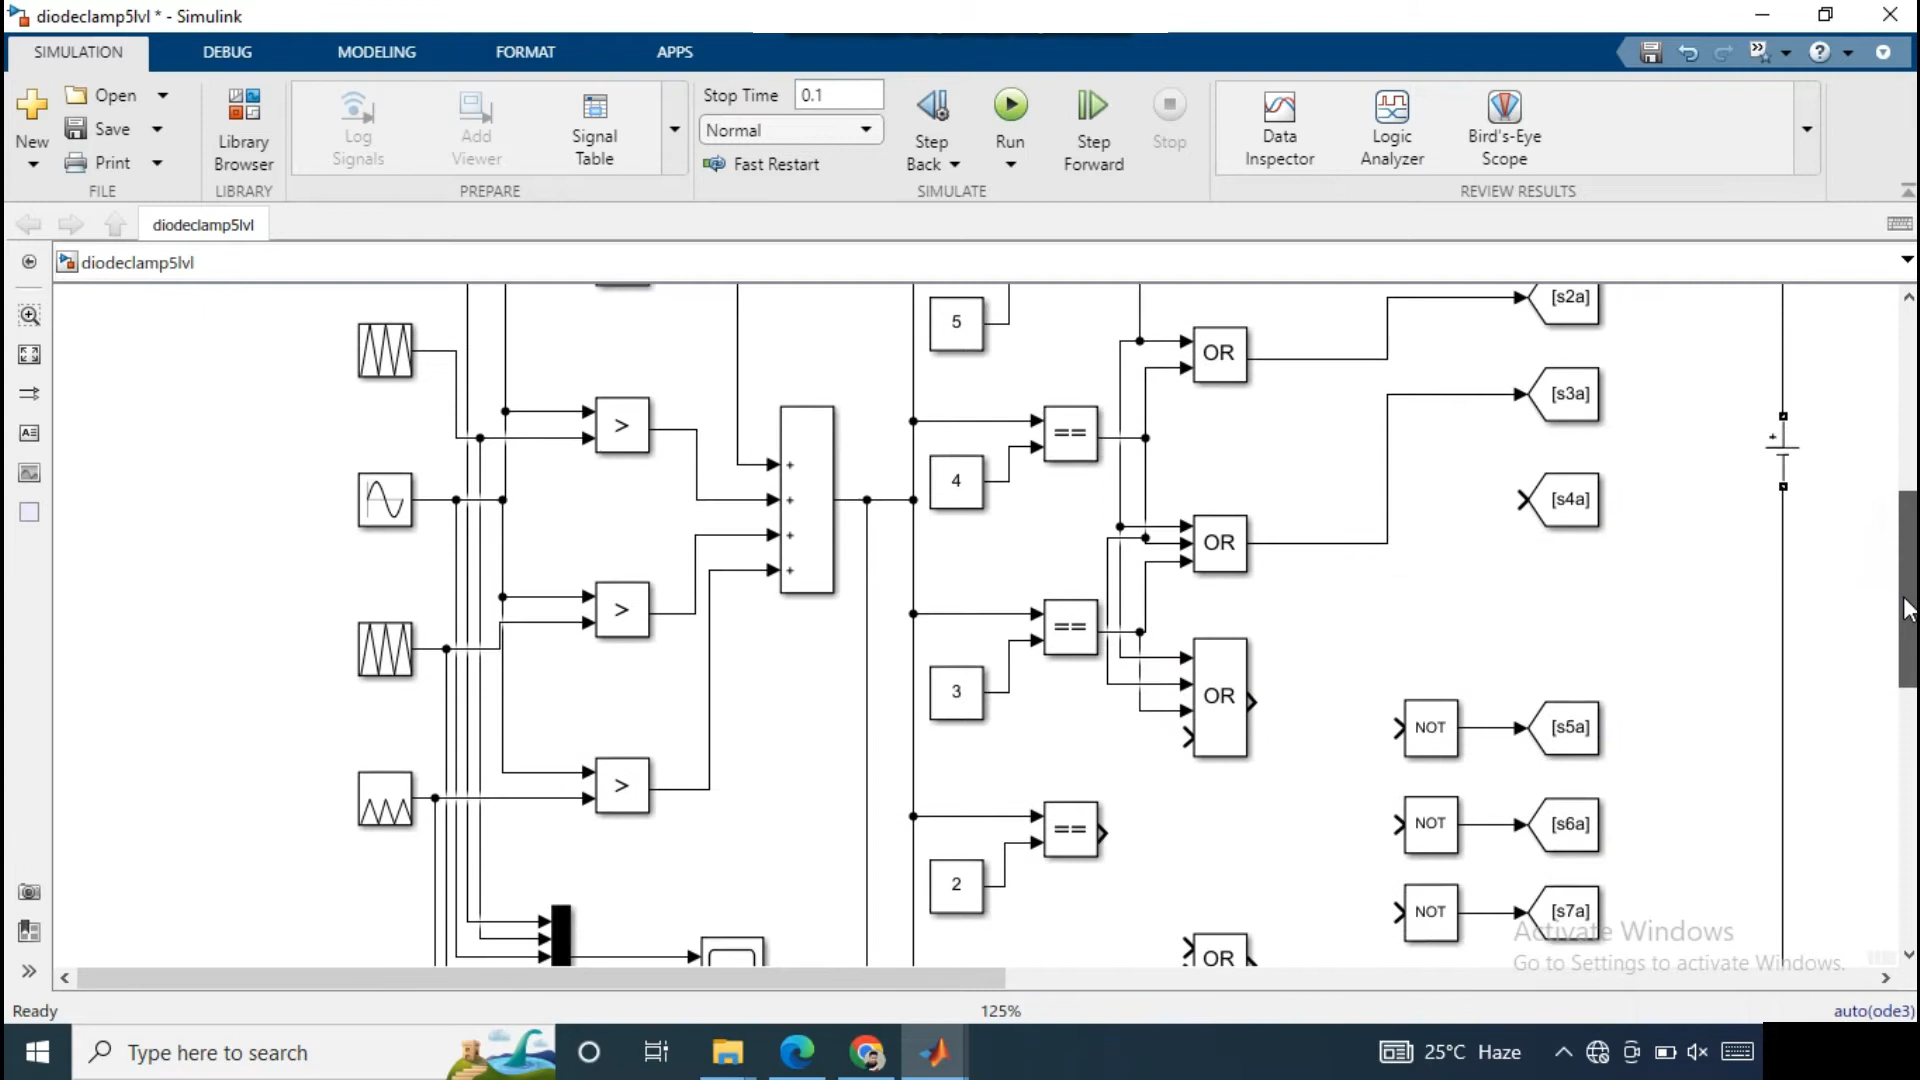 diodeclamp5lvl * - Simulink
SIMULATION DEBUG MODELING FORMAT APPS
New
Open
Save
Print
FILE
Library
Browser
LIBRARY
Log
Signals
Add
Viewer
Signal
Table
PREPARE
Stop Time 0.1
Normal
Fast Restart
Step
Back
Run
Step
Forward
Stop
SIMULATE
Data
Inspector
Logic
Analyzer
Bird's-Eye
Scope
REVIEW RESULTS
diodeclamp5lvl
diodeclamp5lvl
[s2a]
5
OR
[s3a]
>
==
4
[s4a]
OR
>
==
3
OR
NOT [s5a]
>
==
NOT [s6a]
2
NOT [s7a]
OR
Activate Windows
Go to Settings to activate Windows.
Ready 125% auto(ode3)
Type here to search 25°C Haze